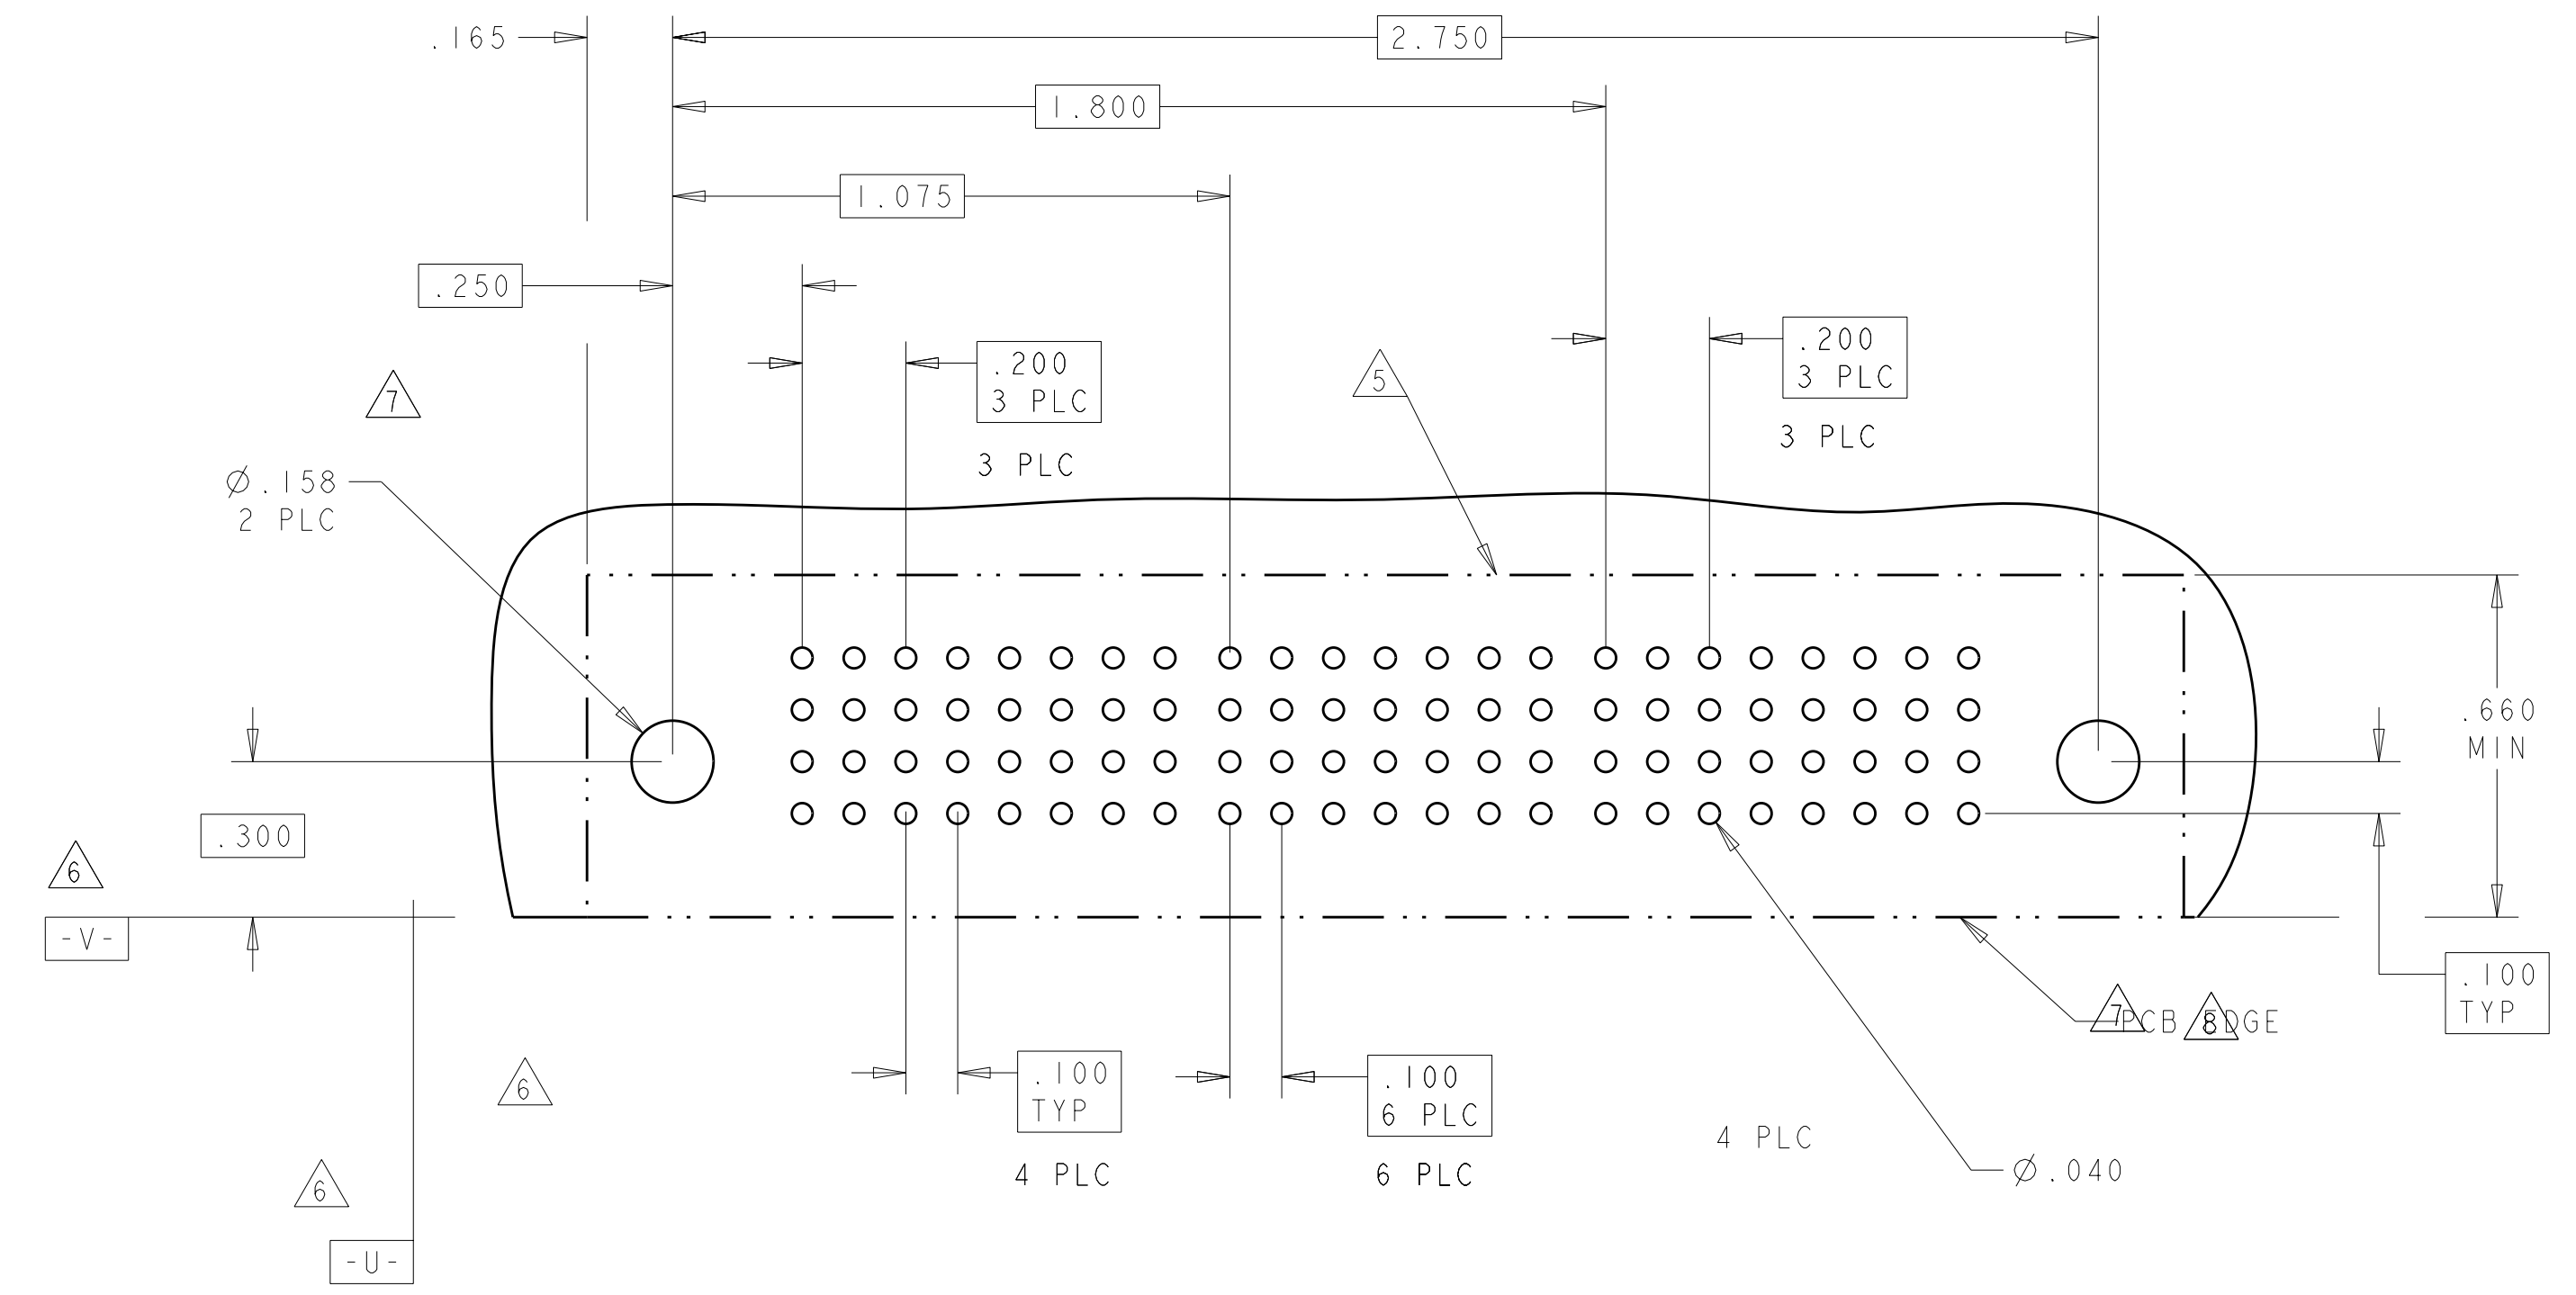 .165
2.750
1.800
1.075
.250
.200
3 PLC
3 PLC
.200
3 PLC
3 PLC
5
7
Ø.158
2 PLC
.660
MIN
.300
6
-V-
.100
TYP
7
PCB EDGE
8
6
.100
TYP
4 PLC
.100
6 PLC
6 PLC
4 PLC
Ø.040
6
-U-